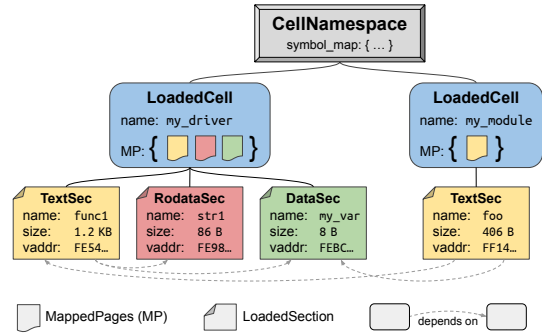 CellNamespace
symbol_map: { … }
LoadedCell
name: my_driver
MP: { }
LoadedCell
name: my_module
MP: { }
TextSec
name: func1
size: 1.2 KB
vaddr: FE54…
RodataSec
name: str1
size: 86 B
vaddr: FE98…
DataSec
name: my_var
size: 8 B
vaddr: FEBC…
TextSec
name: foo
size: 406 B
vaddr: FF14…
MappedPages (MP)
LoadedSection
depends on